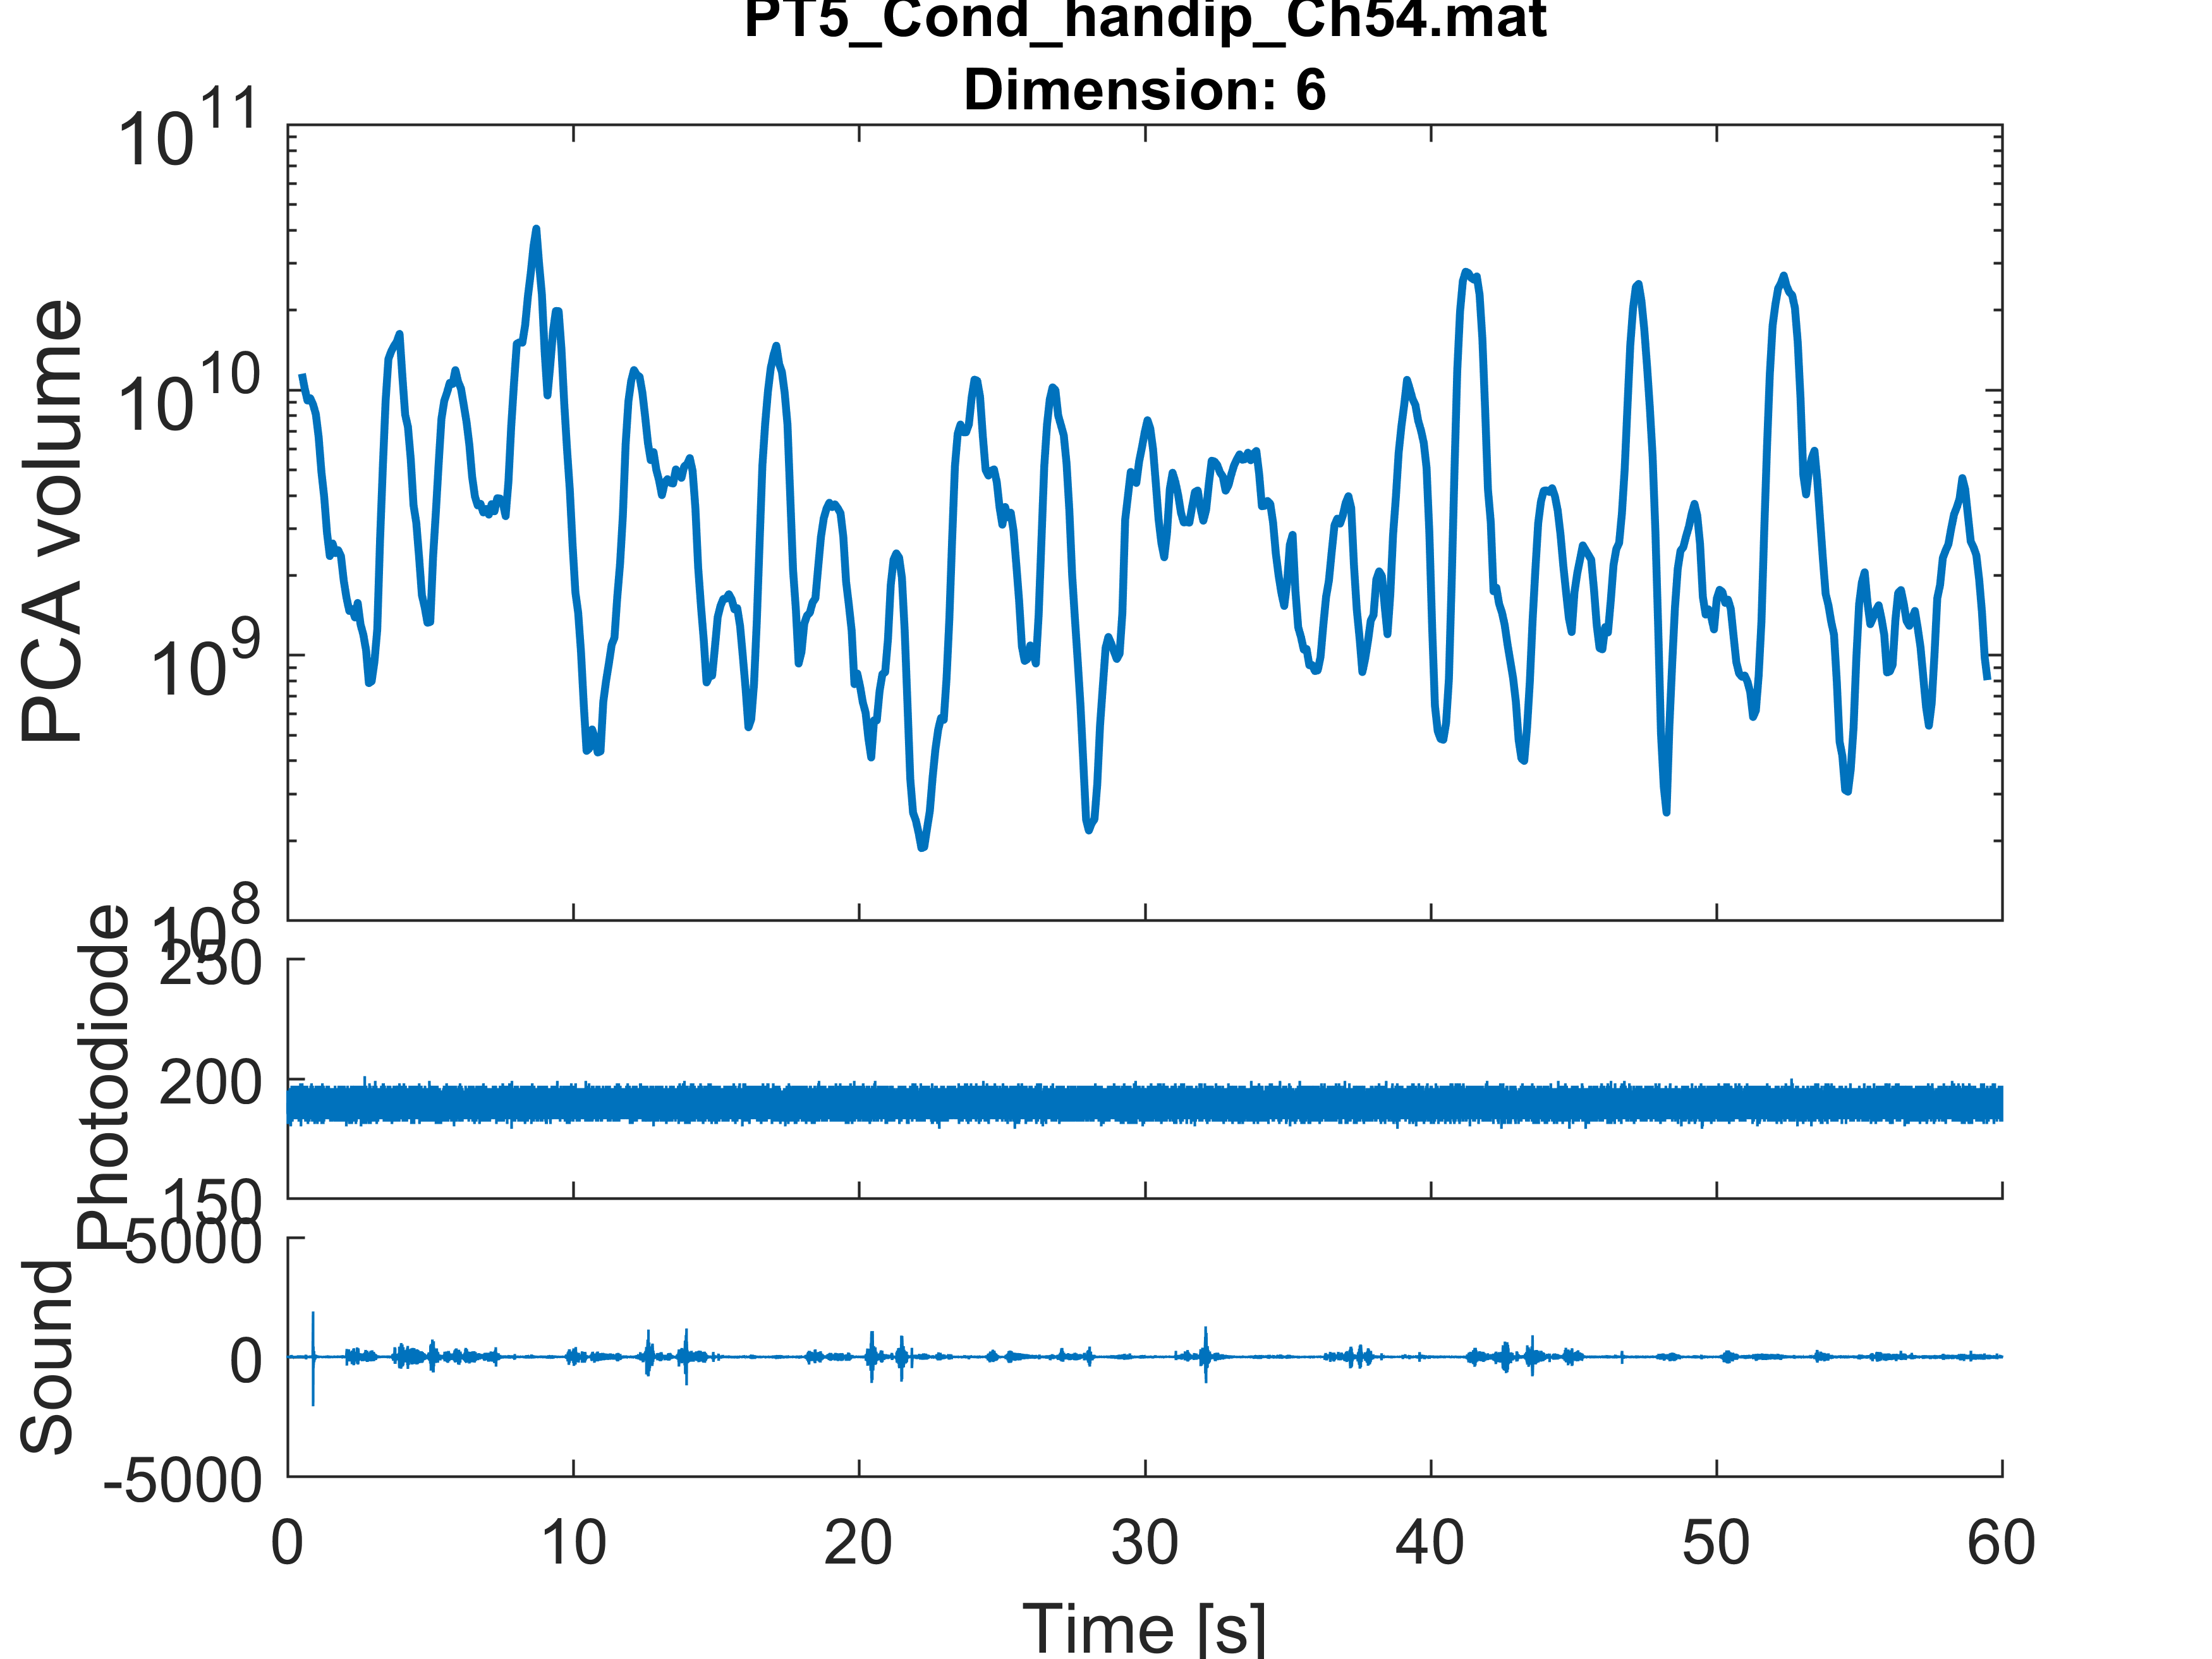 PT5_Cond_handip_Ch54.mat
Dimension: 6
PCA volume
10^11
10^10
10^9
10^8
Photodiode
250
200
150
Sound
5000
0
-5000
0 10 20 30 40 50 60
Time [s]